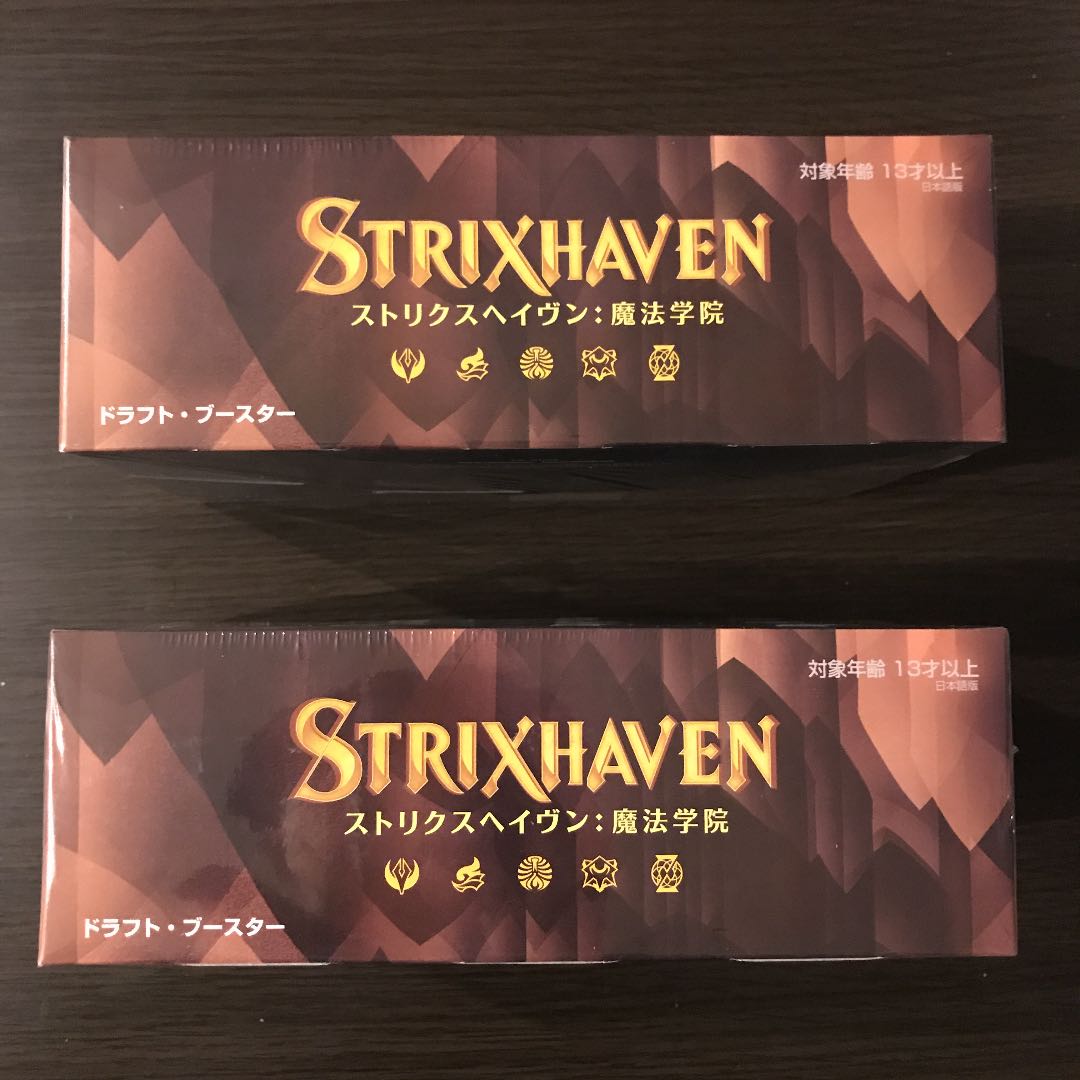 対象年齢 13才以上
日本語版
STRIXHAVEN
ストリクスヘイヴン：魔法学院
ドラフト・ブースター
対象年齢 13才以上
日本語版
STRIXHAVEN
ストリクスヘイヴン：魔法学院
ドラフト・ブースター